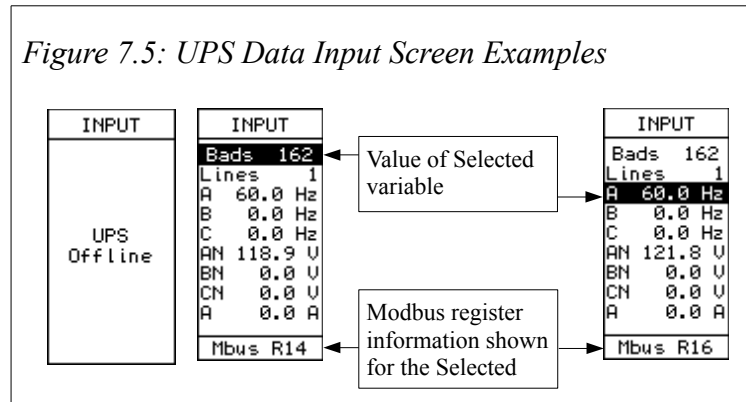 Figure 7.5: UPS Data Input Screen Examples
INPUT
UPS
Offline
INPUT
Bads 162
Lines 1
A 60.0 Hz
B 0.0 Hz
C 0.0 Hz
AN 118.9 V
BN 0.0 V
CN 0.0 V
A 0.0 A
Mbus R14
Value of Selected
variable
Modbus register
information shown
for the Selected
INPUT
Bads 162
Lines 1
A 60.0 Hz
B 0.0 Hz
C 0.0 Hz
AN 121.8 V
BN 0.0 V
CN 0.0 V
A 0.0 A
Mbus R16